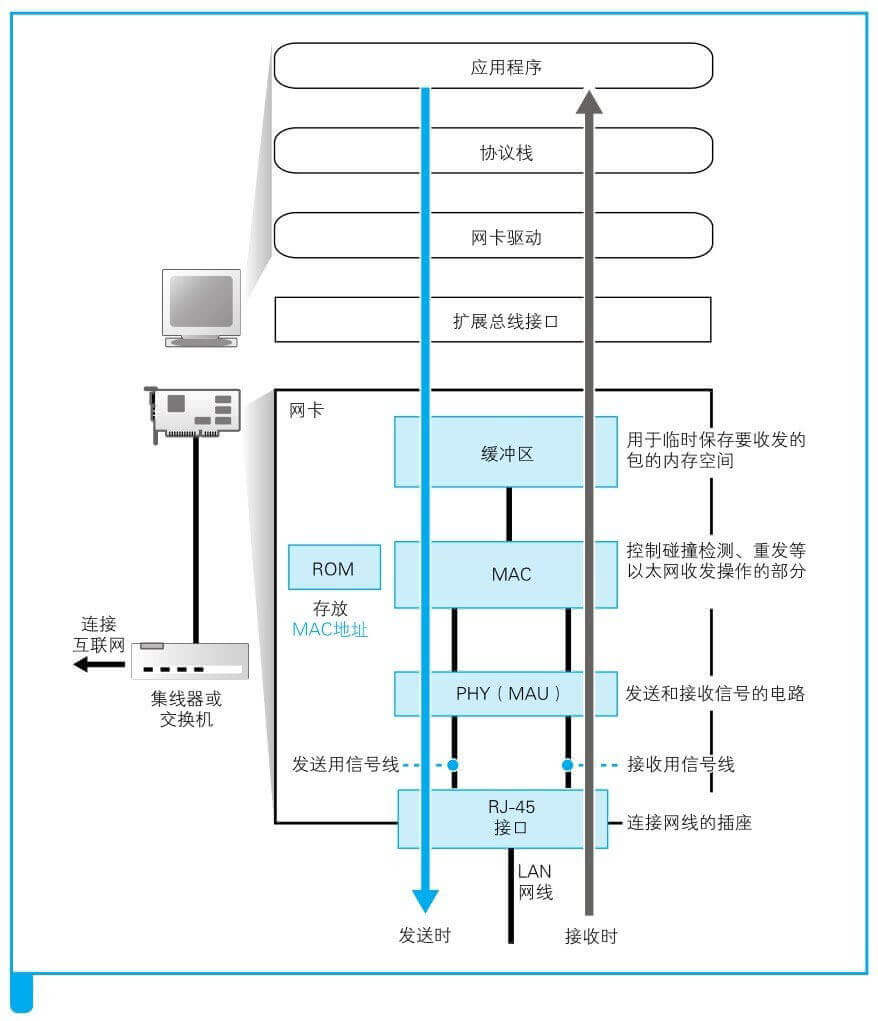 应用程序
协议栈
网卡驱动
扩展总线接口
网卡
缓冲区
用于临时保存要收发的
包的内存空间
ROM
存放
MAC地址
MAC
控制碰撞检测、重发等
以太网收发操作的部分
连接
互联网
集线器或
交换机
PHY（MAU）
发送和接收信号的电路
发送用信号线
接收用信号线
RJ-45
接口
连接网线的插座
LAN
网线
发送时
接收时